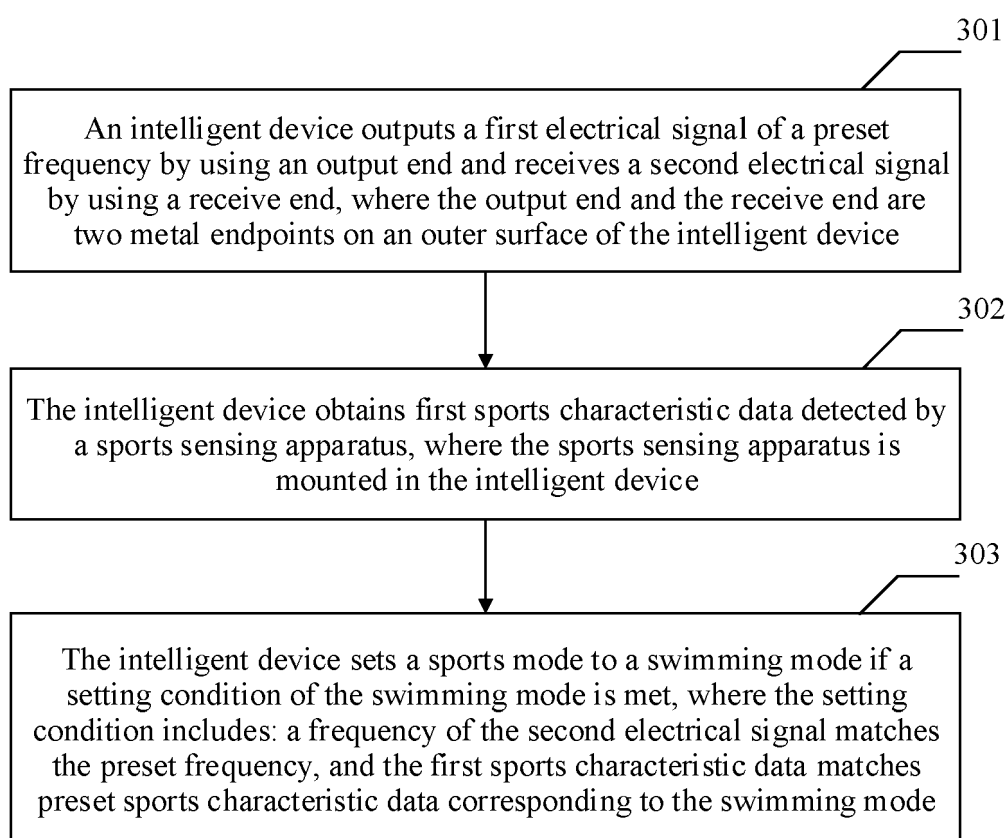 301
An intelligent device outputs a first electrical signal of a preset
frequency by using an output end and receives a second electrical signal
by using a receive end, where the output end and the receive end are
two metal endpoints on an outer surface of the intelligent device
302
The intelligent device obtains first sports characteristic data detected by
a sports sensing apparatus, where the sports sensing apparatus is
mounted in the intelligent device
303
The intelligent device sets a sports mode to a swimming mode if a
setting condition of the swimming mode is met, where the setting
condition includes: a frequency of the second electrical signal matches
the preset frequency, and the first sports characteristic data matches
preset sports characteristic data corresponding to the swimming mode